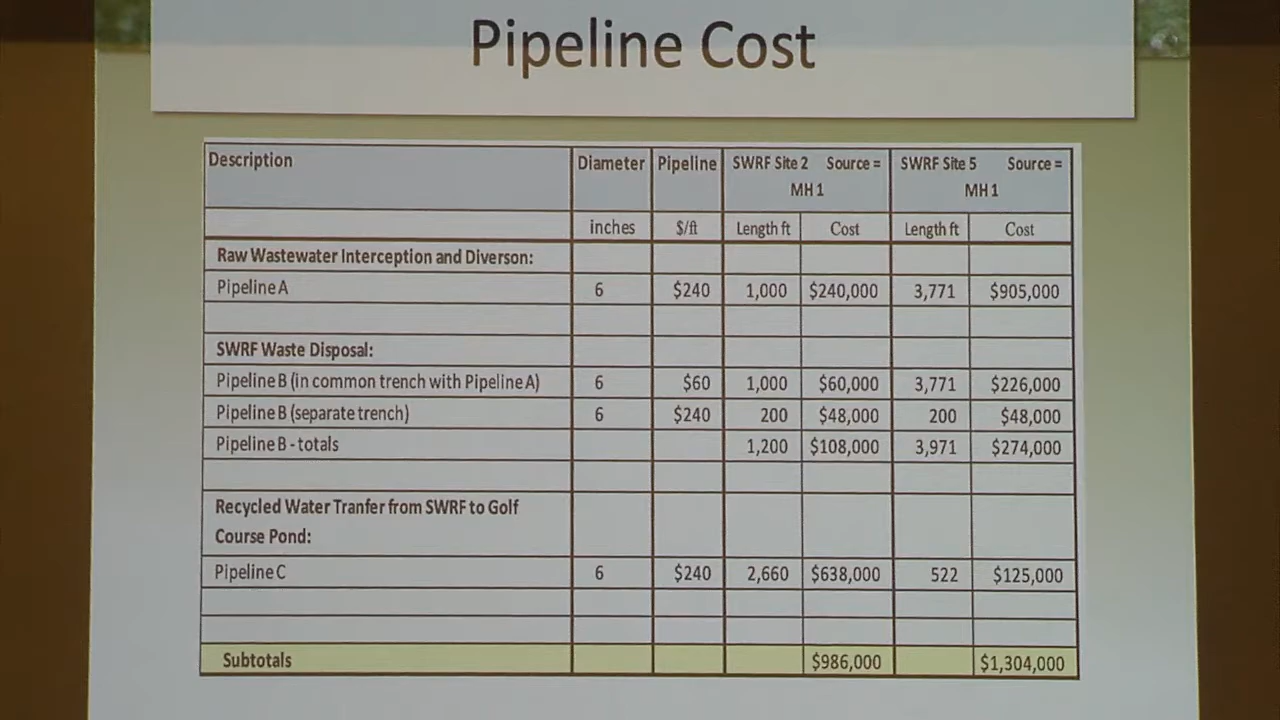 Pipeline Cost
Description Diameter Pipeline SWRF Site 2 Source = MH 1 SWRF Site 5 Source = MH 1
inches $/ft Length ft Cost Length ft Cost
Raw Wastewater Interception and Diverson:
Pipeline A 6 $240 1,000 $240,000 3,771 $905,000
SWRF Waste Disposal:
Pipeline B (in common trench with Pipeline A) 6 $60 1,000 $60,000 3,771 $226,000
Pipeline B (separate trench) 6 $240 200 $48,000 200 $48,000
Pipeline B - totals 1,200 $108,000 3,971 $274,000
Recycled Water Tranfer from SWRF to Golf
Course Pond:
Pipeline C 6 $240 2,660 $638,000 522 $125,000
Subtotals $986,000 $1,304,000